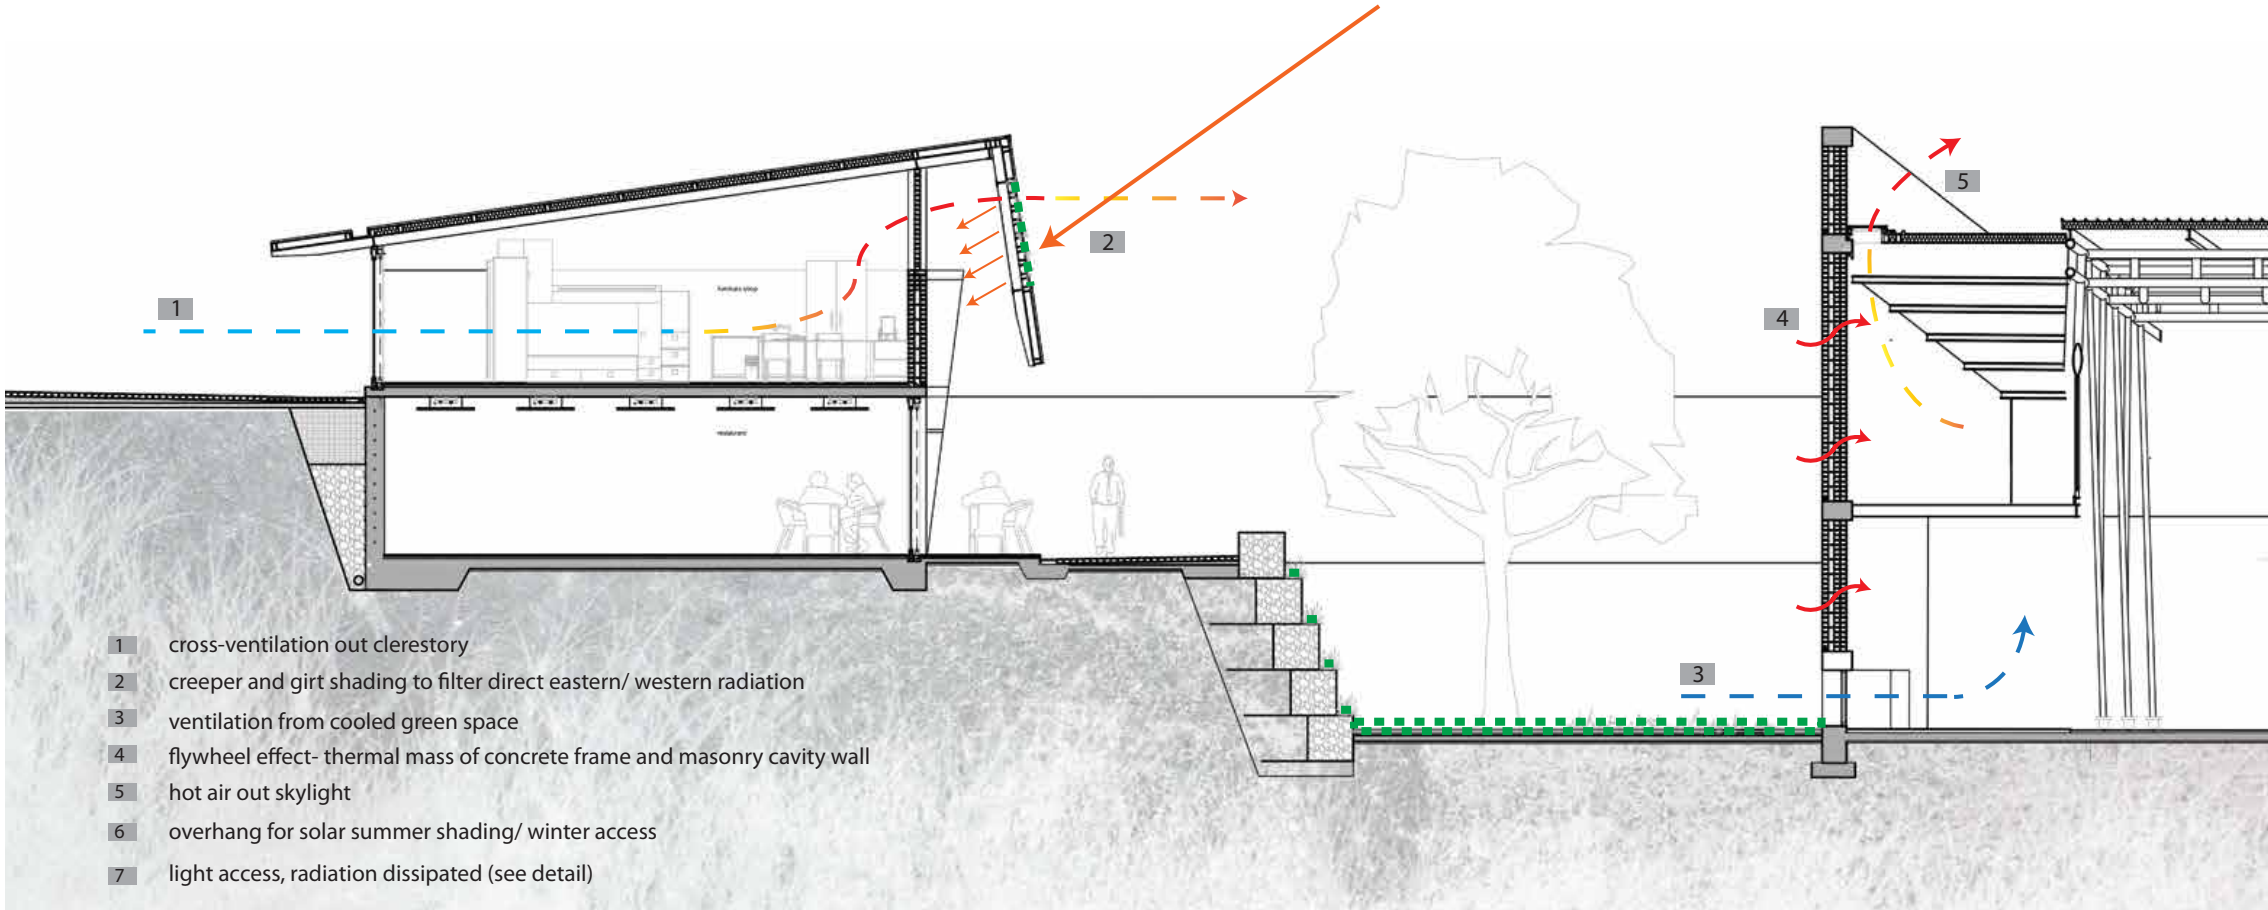 5
2
1
4
3
1 cross-ventilation out clerestory
2 creeper and girt shading to filter direct eastern/ western radiation
3 ventilation from cooled green space
4 flywheel effect- thermal mass of concrete frame and masonry cavity wall
5 hot air out skylight
6 overhang for solar summer shading/ winter access
7 light access, radiation dissipated (see detail)